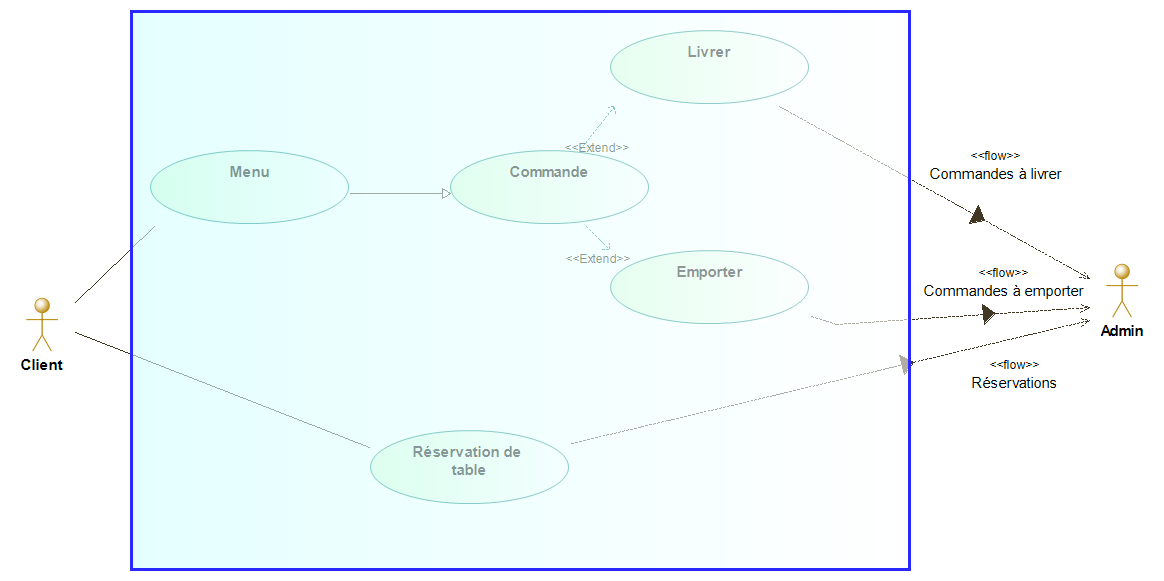 Livrer
<<flow>>
Commandes à livrer
<<Extend>>
Menu
Commande
<<Extend>>
Emporter
<<flow>>
Commandes à emporter
Client
Admin
<<flow>>
Réservations
Réservation de
table